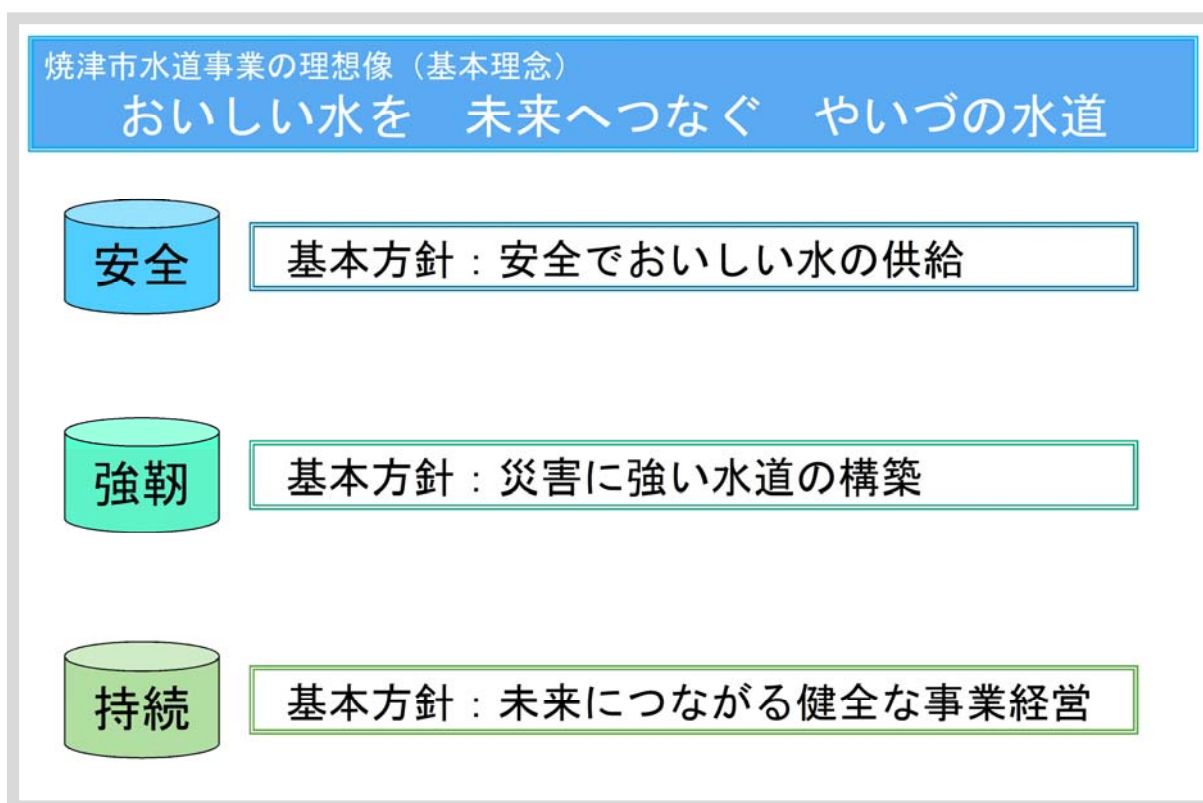 焼津市水道事業の理想像（基本理念）
おいしい水を　未来へつなぐ　やいづの水道
安全
基本方針：安全でおいしい水の供給
強靭
基本方針：災害に強い水道の構築
持続
基本方針：未来につながる健全な事業経営